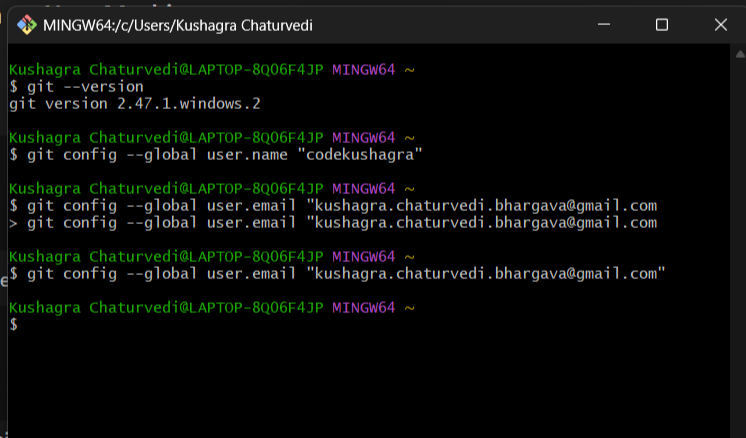 MINGW64:/c/Users/Kushagra Chaturvedi
Kushagra Chaturvedi@LAPTOP-8QO6F4JP MINGW64 ~
$ git --version
git version 2.47.1.windows.2
Kushagra Chaturvedi@LAPTOP-8QO6F4JP MINGW64 ~
$ git config --global user.name "codekushagra"
Kushagra Chaturvedi@LAPTOP-8QO6F4JP MINGW64 ~
$ git config --global user.email "kushagra.chaturvedi.bhargava@gmail.com
> git config --global user.email "kushagra.chaturvedi.bhargava@gmail.com
Kushagra Chaturvedi@LAPTOP-8QO6F4JP MINGW64 ~
$ git config --global user.email "kushagra.chaturvedi.bhargava@gmail.com"
Kushagra Chaturvedi@LAPTOP-8QO6F4JP MINGW64 ~
$